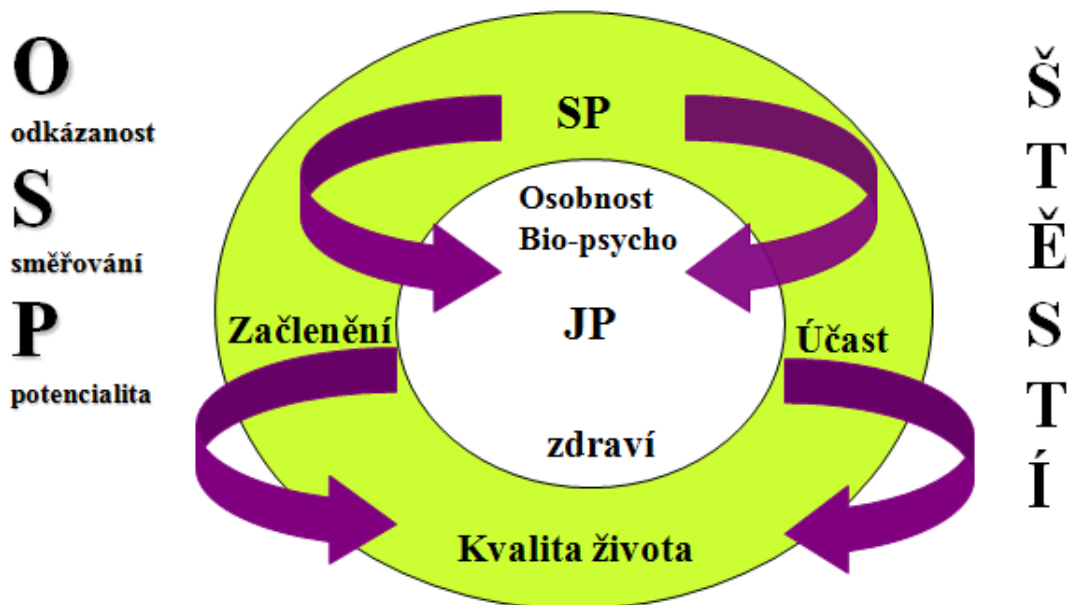 O
odkázanost
S
směřování
P
potencialita
SP
Osobnost
Bio-psycho
JP
Začlenění
Účast
zdraví
Kvalita života
Š
T
Ě
S
T
Í